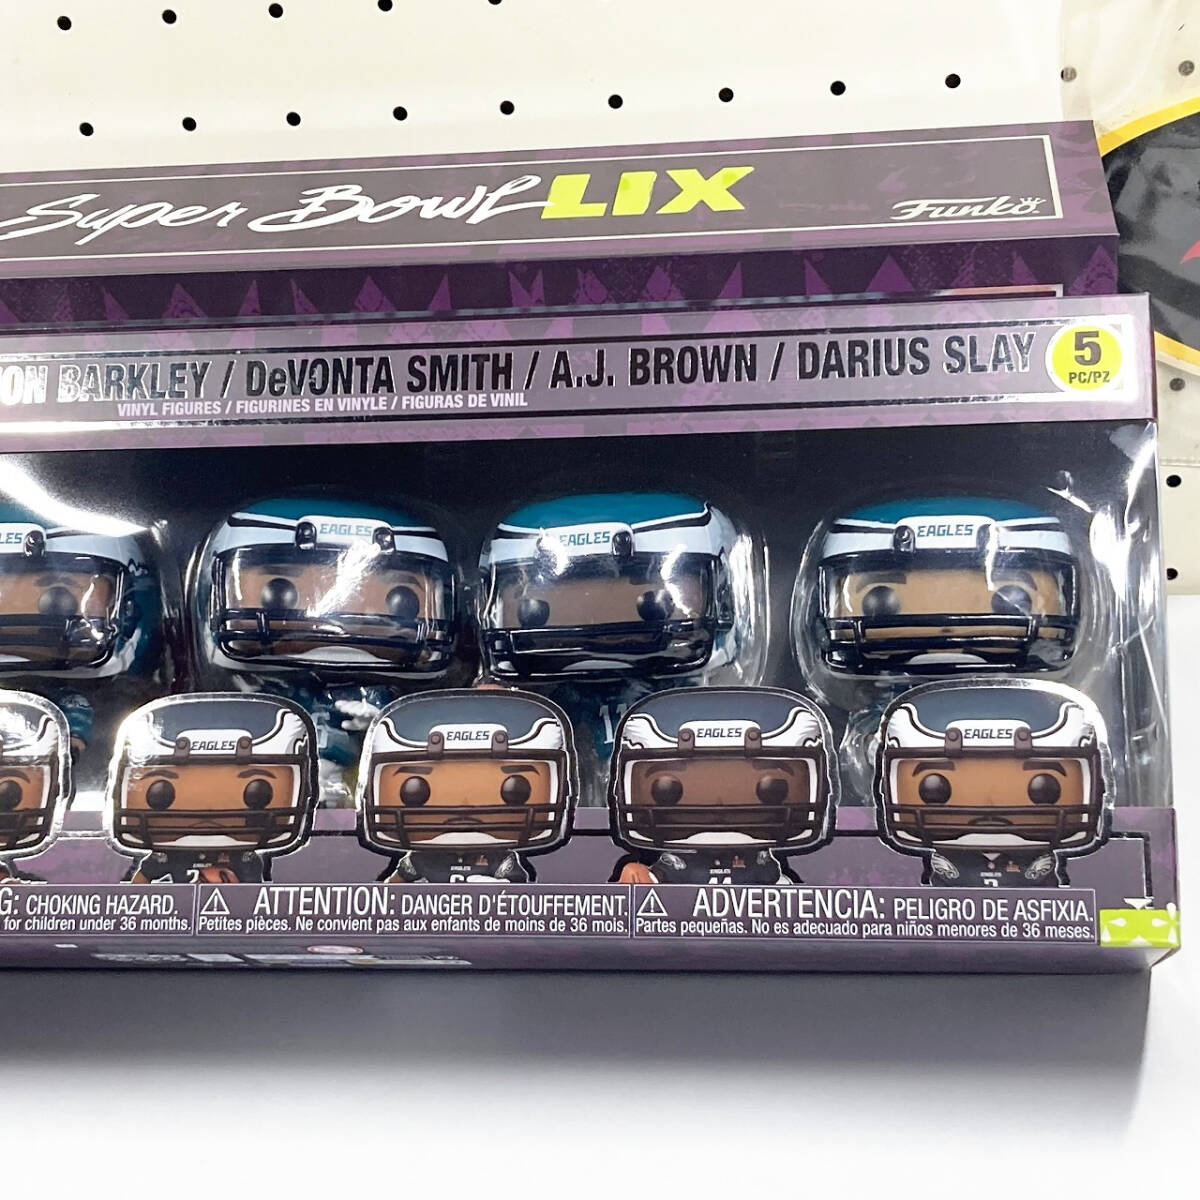 Super Bowl LIX
Funko
ON BARKLEY / DeVONTA SMITH / A.J. BROWN / DARIUS SLAY
5
PC/PZ
VINYL FIGURES / FIGURINES EN VINYLE / FIGURAS DE VINIL
LES
EAGLES
EAGLES
EAGLES
11
EAGLES
EAGLES
EAGLES
EAGLES
G: CHOKING HAZARD.
for children under 36 months.
ATTENTION: DANGER D'ÉTOUFFEMENT.
Petites pièces. Ne convient pas aux enfants de moins de 36 mois.
ADVERTENCIA: PELIGRO DE ASFIXIA.
Partes pequeñas. No es adecuado para niños menores de 36 meses.